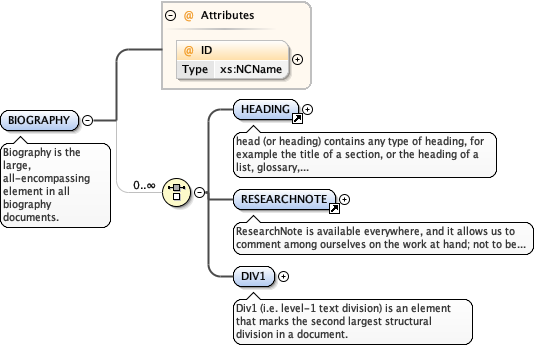 @ Attributes
@ ID
Type xs:NCName
BIOGRAPHY
Biography is the
large,
all-encompassing
element in all
biography
documents.
0..∞
HEADING
head (or heading) contains any type of heading, for
example the title of a section, or the heading of a
list, glossary,...
RESEARCHNOTE
ResearchNote is available everywhere, and it allows us to
comment among ourselves on the work at hand; not to be...
DIV1
Div1 (i.e. level-1 text division) is an element
that marks the second largest structural
division in a document.